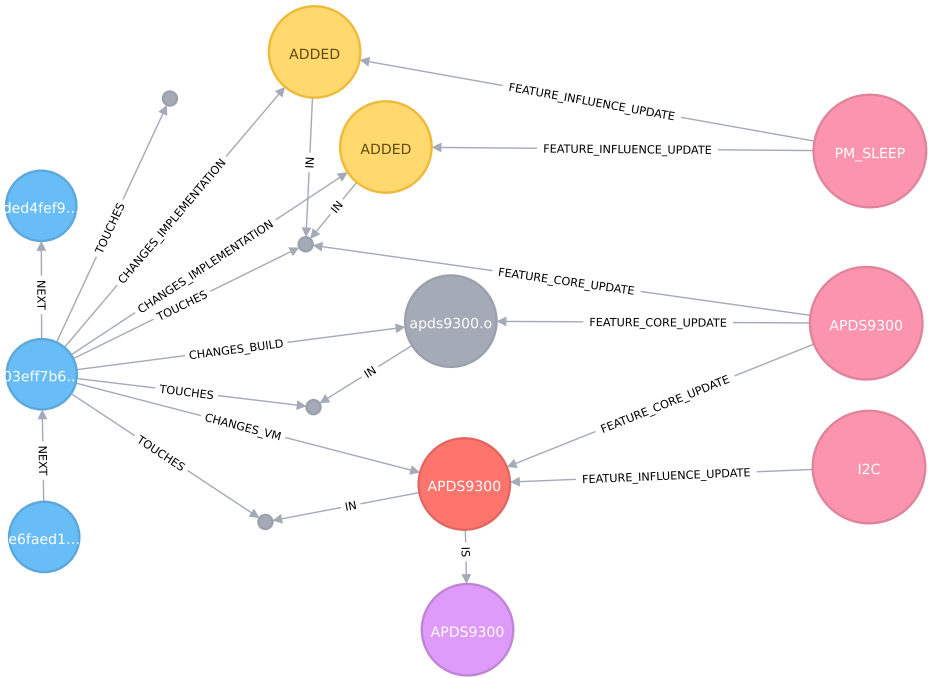 ADDED
FEATURE_INFLUENCE_UPDATE
ADDED
FEATURE_INFLUENCE_UPDATE
PM_SLEEP
CHANGES_IMPLEMENTATION
IN
IN
ded4fef9…
TOUCHES
CHANGES_IMPLEMENTATION
TOUCHES
FEATURE_CORE_UPDATE
NEXT
apds9300.o
FEATURE_CORE_UPDATE
APDS9300
CHANGES_BUILD
03eff7b6…
IN
TOUCHES
FEATURE_CORE_UPDATE
CHANGES_VM
NEXT
TOUCHES
I2C
FEATURE_INFLUENCE_UPDATE
APDS9300
IN
e6faed1…
IS
APDS9300